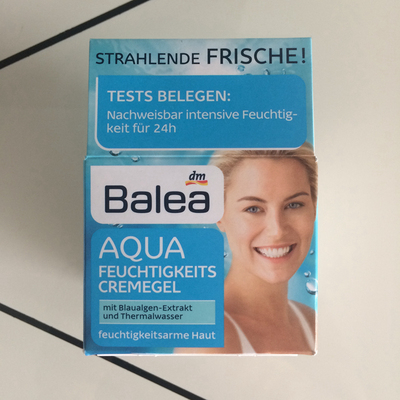 STRAHLENDE FRISCHE!
TESTS BELEGEN:
Nachweisbar intensive Feuchtig-
keit für 24h
dm
Balea
AQUA
FEUCHTIGKEITS
CREMEGEL
mit Blaualgen-Extrakt
und Thermalwasser
feuchtigkeitsarme Haut